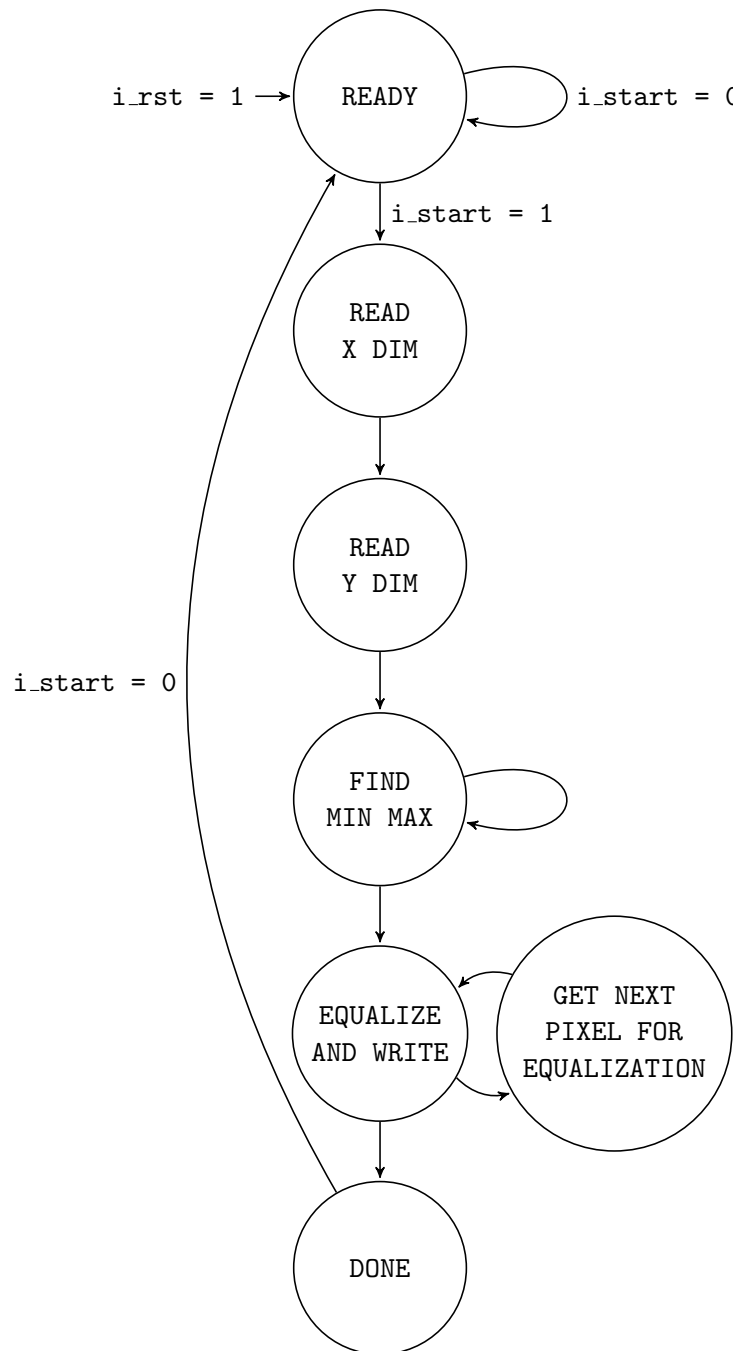 i_rst = 1
READY
i_start = 0
i_start = 1
READ
X DIM
READ
Y DIM
i_start = 0
FIND
MIN MAX
EQUALIZE
AND WRITE
GET NEXT
PIXEL FOR
EQUALIZATION
DONE